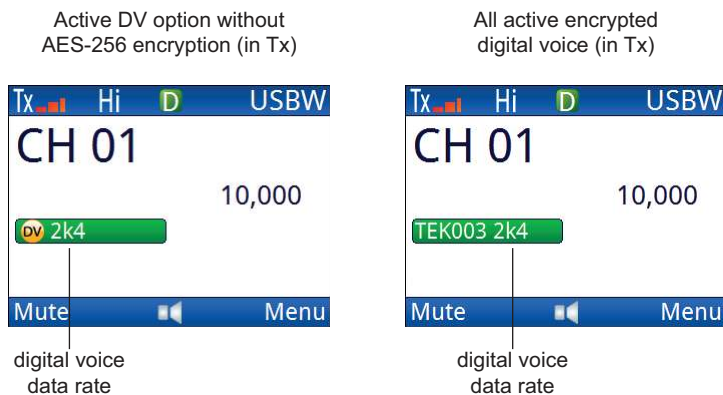 Active DV option without
AES-256 encryption (in Tx)
Tx Hi D USBW
CH 01
10,000
DV 2k4
Mute Menu
digital voice
data rate
All active encrypted
digital voice (in Tx)
Tx Hi D USBW
CH 01
10,000
TEK003 2k4
Mute Menu
digital voice
data rate